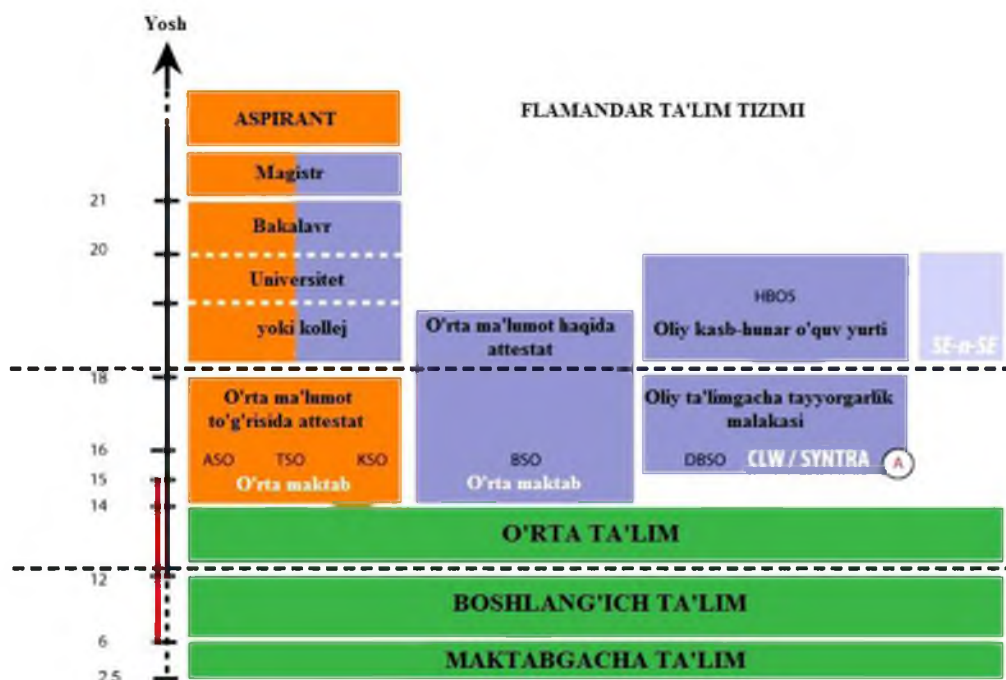 Yosh
FLAMANDAR TA'LIM TIZIMI
ASPIRANT
Magistr
21
Bakalavr
20
Universitet
HBO5
yoki kollej
O'rta ma'lumot haqida
attestat
Oliy kasb-hunar o'quv yurti
SE-n-SE
18
O'rta ma'lumot
to'g'risida attestat
Oliy ta'limgacha tayyorgarlik
malakasi
16
ASO TSO KSO
BSO
DBSO CLW / SYNTRA A
15
O'rta maktab
O'rta maktab
14
O'RTA TA'LIM
12
BOSHLANG'ICH TA'LIM
6
MAKTABGACHA TA'LIM
2.5